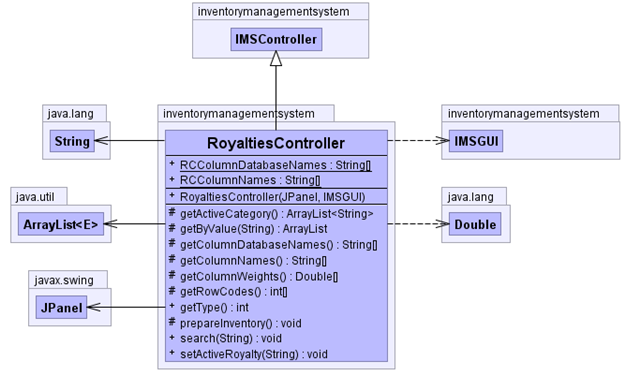 inventorymanagementsystem
IMSController
java.lang
String
inventorymanagementsystem
inventorymanagementsystem
IMSGUI
RoyaltiesController
+ RCColumnDatabaseNames : String[]
+ RCColumnNames : String[]
+ RoyaltiesController(JPanel, IMSGUI)
# getActiveCategory() : ArrayList<String>
# getByValue(String) : ArrayList
# getColumnDatabaseNames() : String[]
# getColumnNames() : String[]
# getColumnWeights() : Double[]
# getRowCodes() : int[]
+ getType() : int
# prepareInventory() : void
+ search(String) : void
+ setActiveRoyalty(String) : void
java.util
ArrayList<E>
java.lang
Double
javax.swing
JPanel